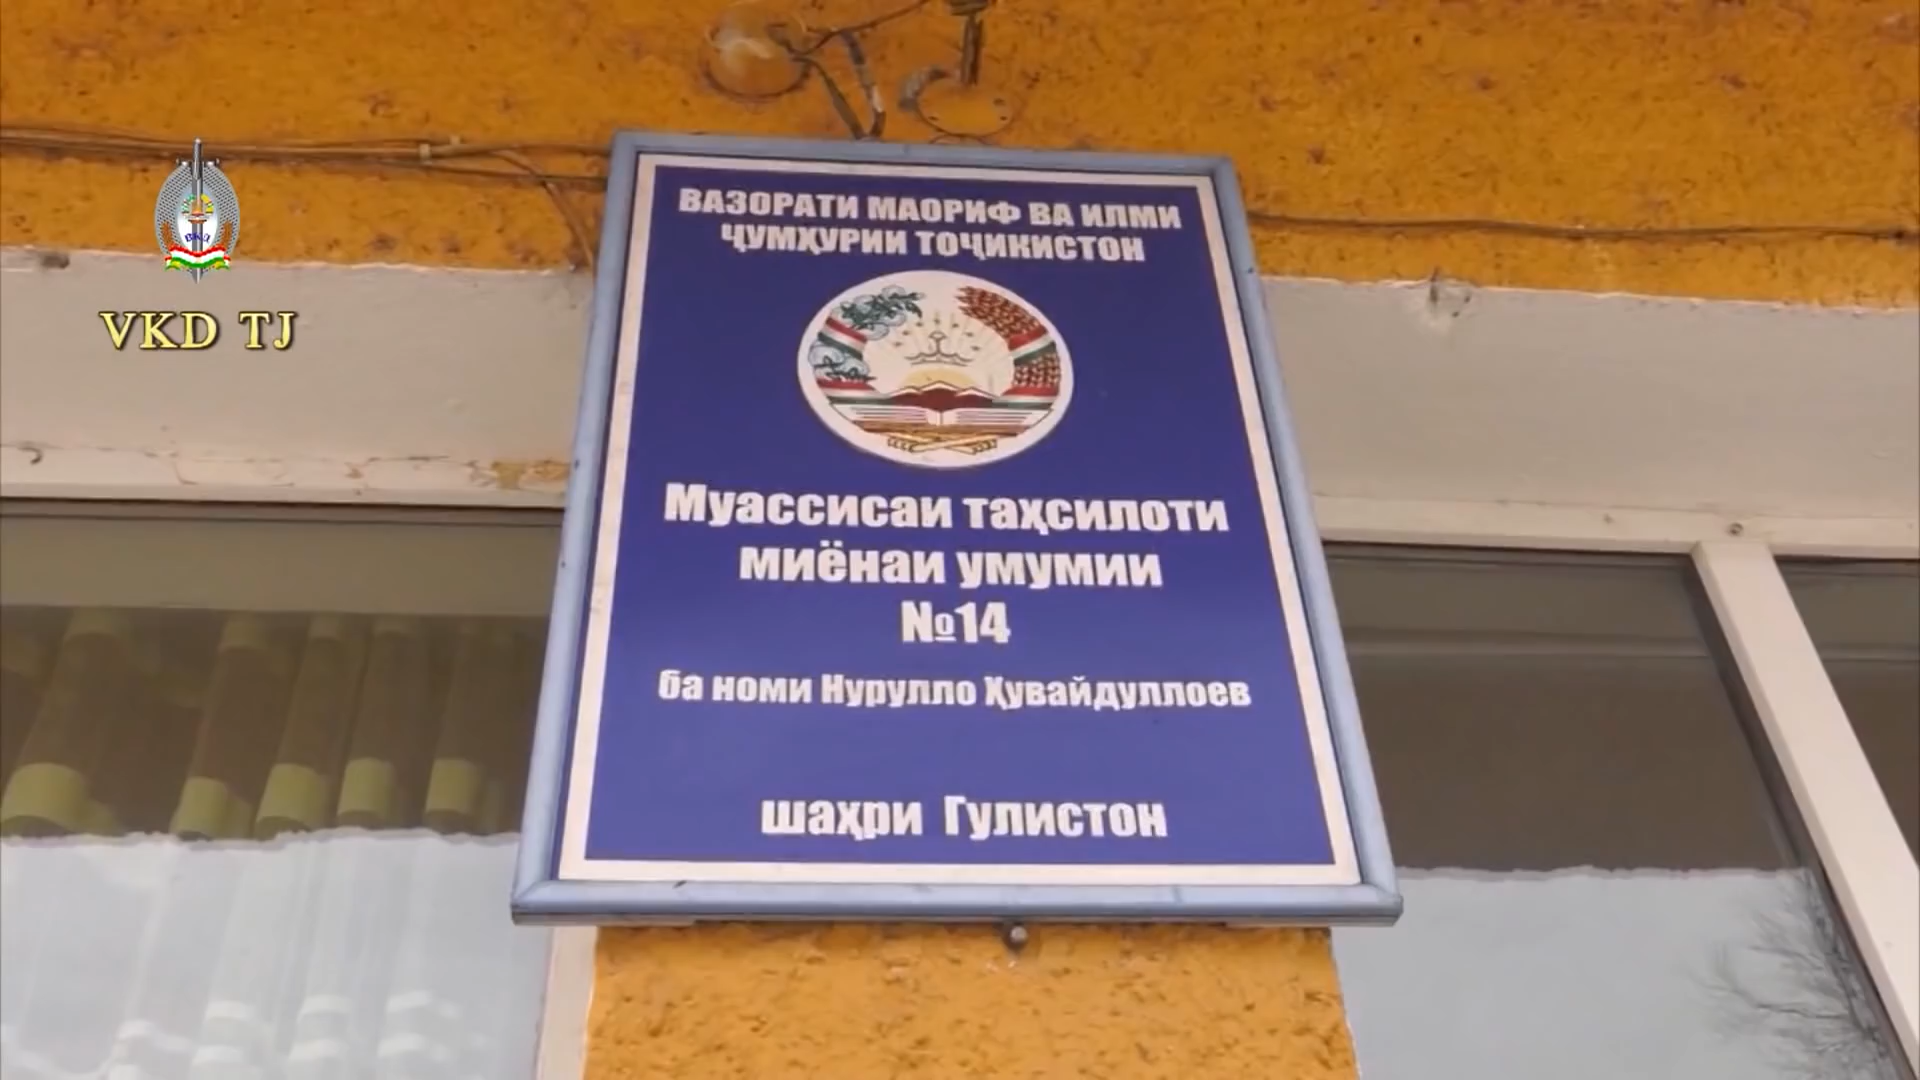 ВАЗОРАТИ МАОРИФ ВА ИЛМИ
ҶУМҲУРИИ ТОҶИКИСТОН
ВКД
VKD TJ
Муассисаи таҳсилоти
миёнаи умумии
№14
ба номи Нурулло Ҳувайдуллоев
шаҳри Гулистон